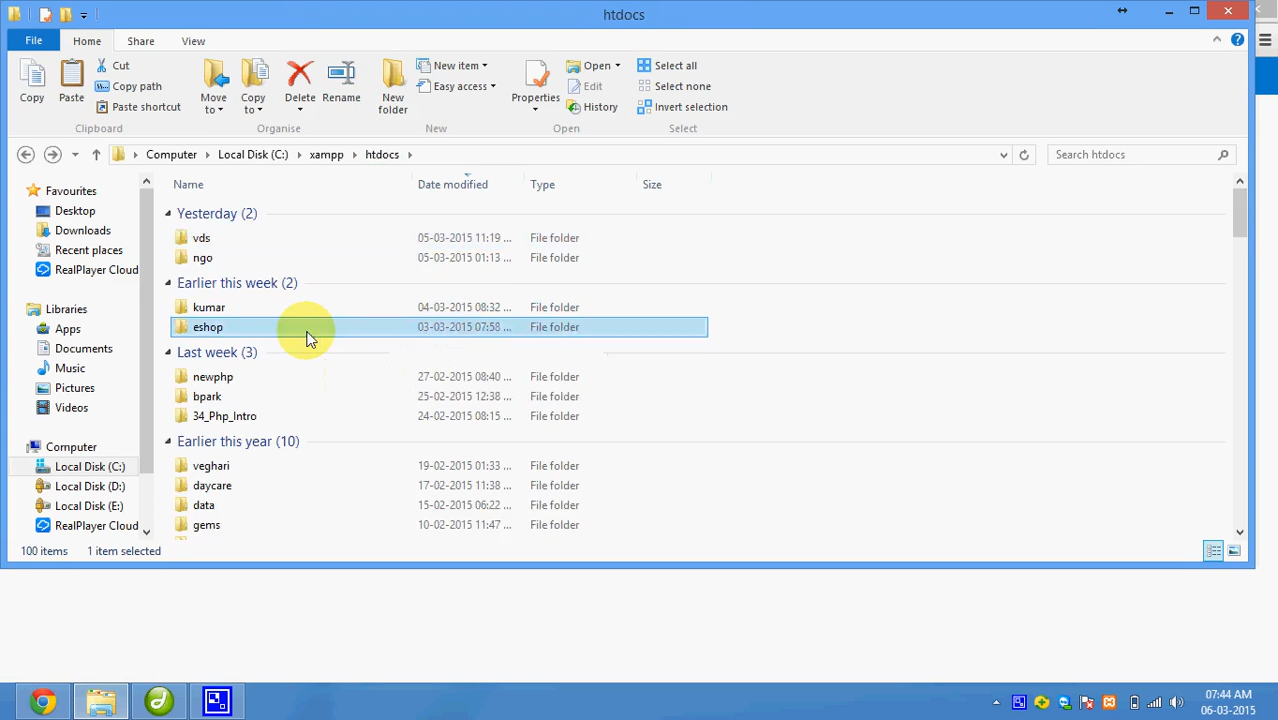 htdocs
File Home Share View
Copy Paste Cut Copy path Paste shortcut Clipboard
Move to Copy to Delete Rename Organise
New folder New item Easy access New
Properties Open Edit History Open
Select all Select none Invert selection Select
Computer Local Disk (C:) xampp htdocs
Search htdocs
Favourites
Desktop
Downloads
Recent places
RealPlayer Cloud
Libraries
Apps
Documents
Music
Pictures
Videos
Computer
Local Disk (C:)
Local Disk (D:)
Local Disk (E:)
RealPlayer Cloud
Name Date modified Type Size
Yesterday (2)
vds 05-03-2015 11:19 ... File folder
ngo 05-03-2015 01:13 ... File folder
Earlier this week (2)
kumar 04-03-2015 08:32 ... File folder
eshop 03-03-2015 07:58 ... File folder
Last week (3)
newphp 27-02-2015 08:40 ... File folder
bpark 25-02-2015 12:38 ... File folder
34_Php_Intro 24-02-2015 08:15 ... File folder
Earlier this year (10)
veghari 19-02-2015 01:33 ... File folder
daycare 17-02-2015 11:38 ... File folder
data 15-02-2015 06:22 ... File folder
gems 10-02-2015 11:47 ... File folder
100 items 1 item selected
07:44 AM
06-03-2015